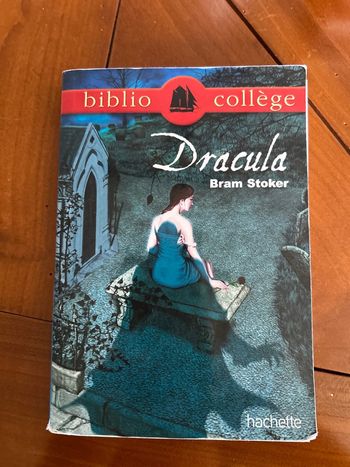 biblio collège
Dracula
Bram Stoker
hachette